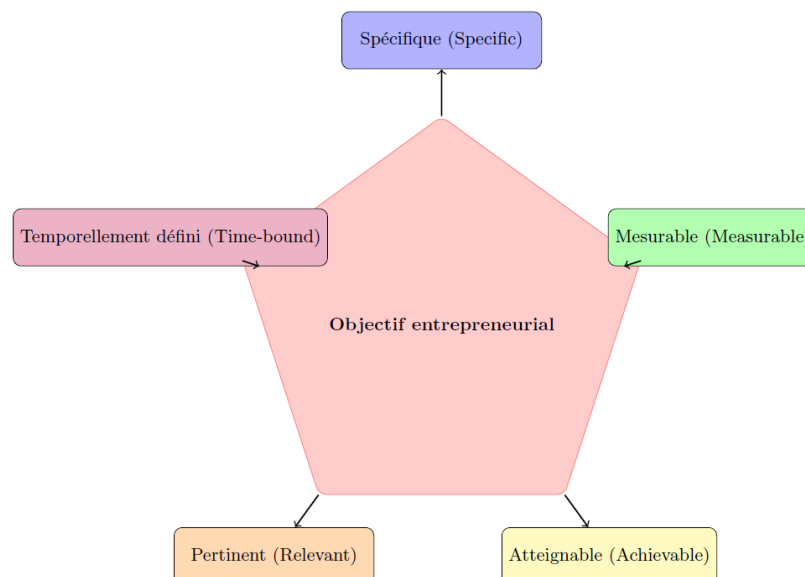 Spécifique (Specific)
Temporellement défini (Time-bound)
Mesurable (Measurable)
Objectif entrepreneurial
Pertinent (Relevant)
Atteignable (Achievable)